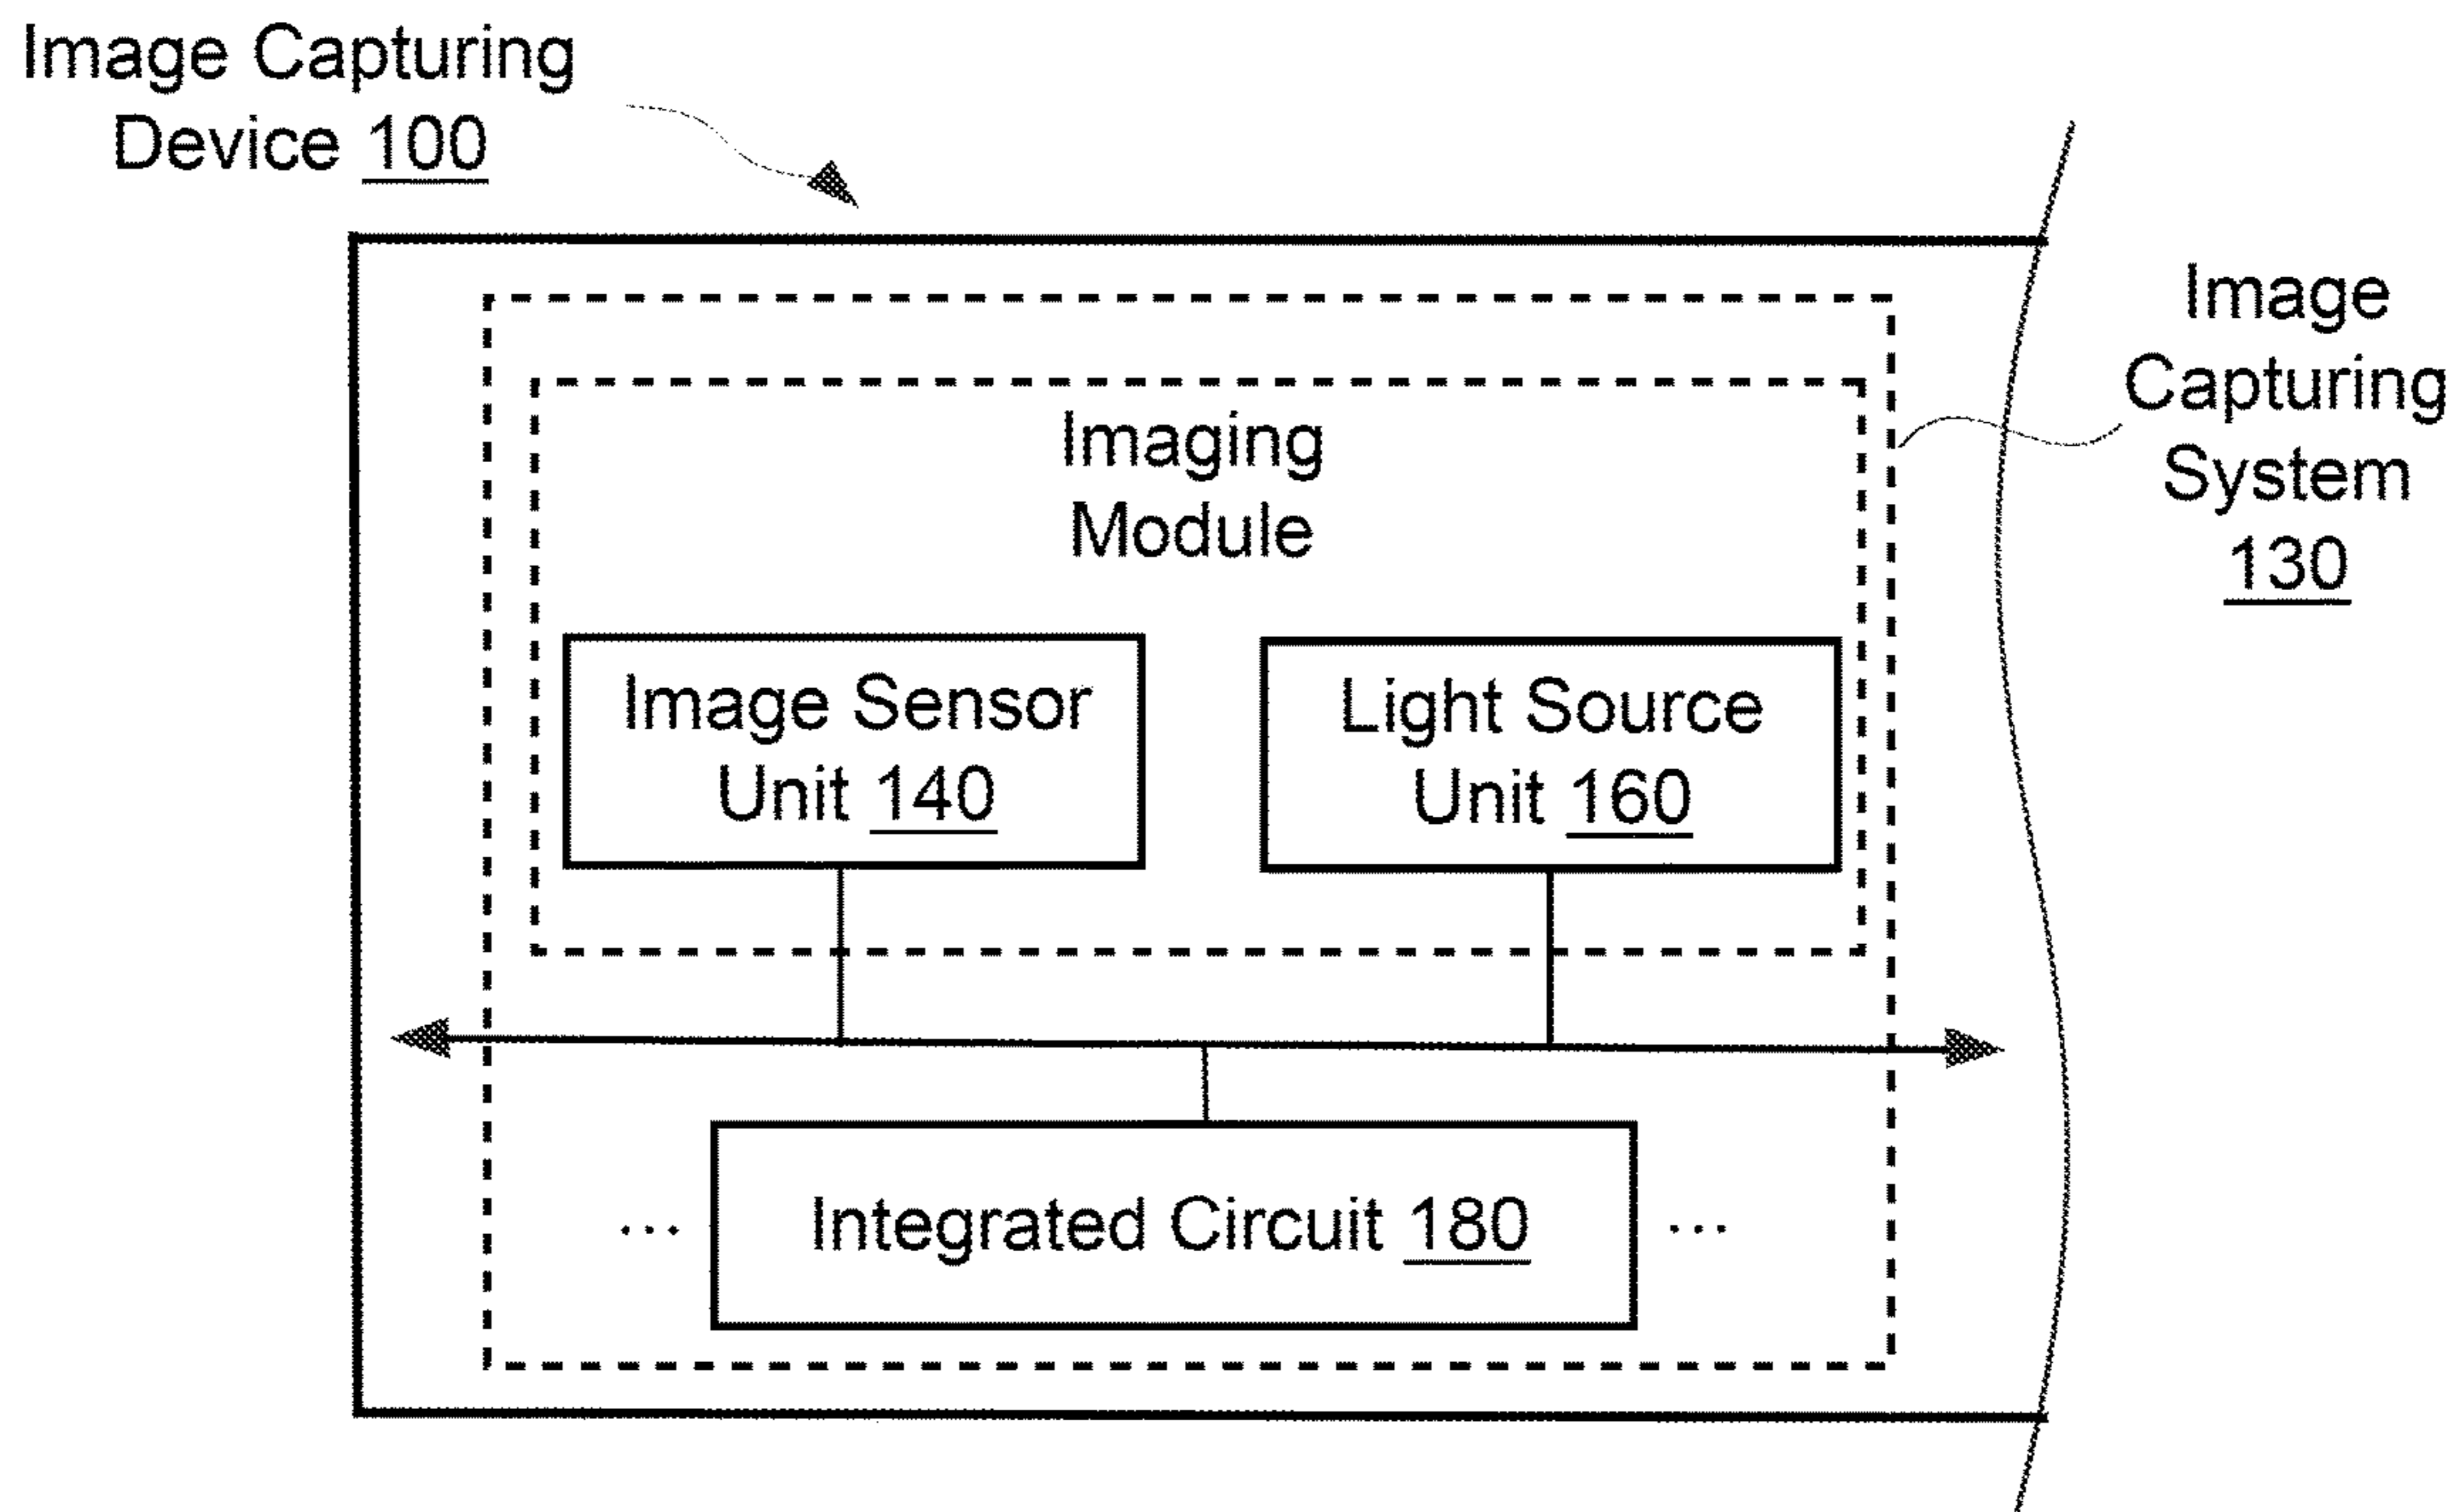 Image Capturing
Device 100
Image
Capturing
System
130
Imaging
Module
Image Sensor
Unit 140
Light Source
Unit 160
... Integrated Circuit 180 ...